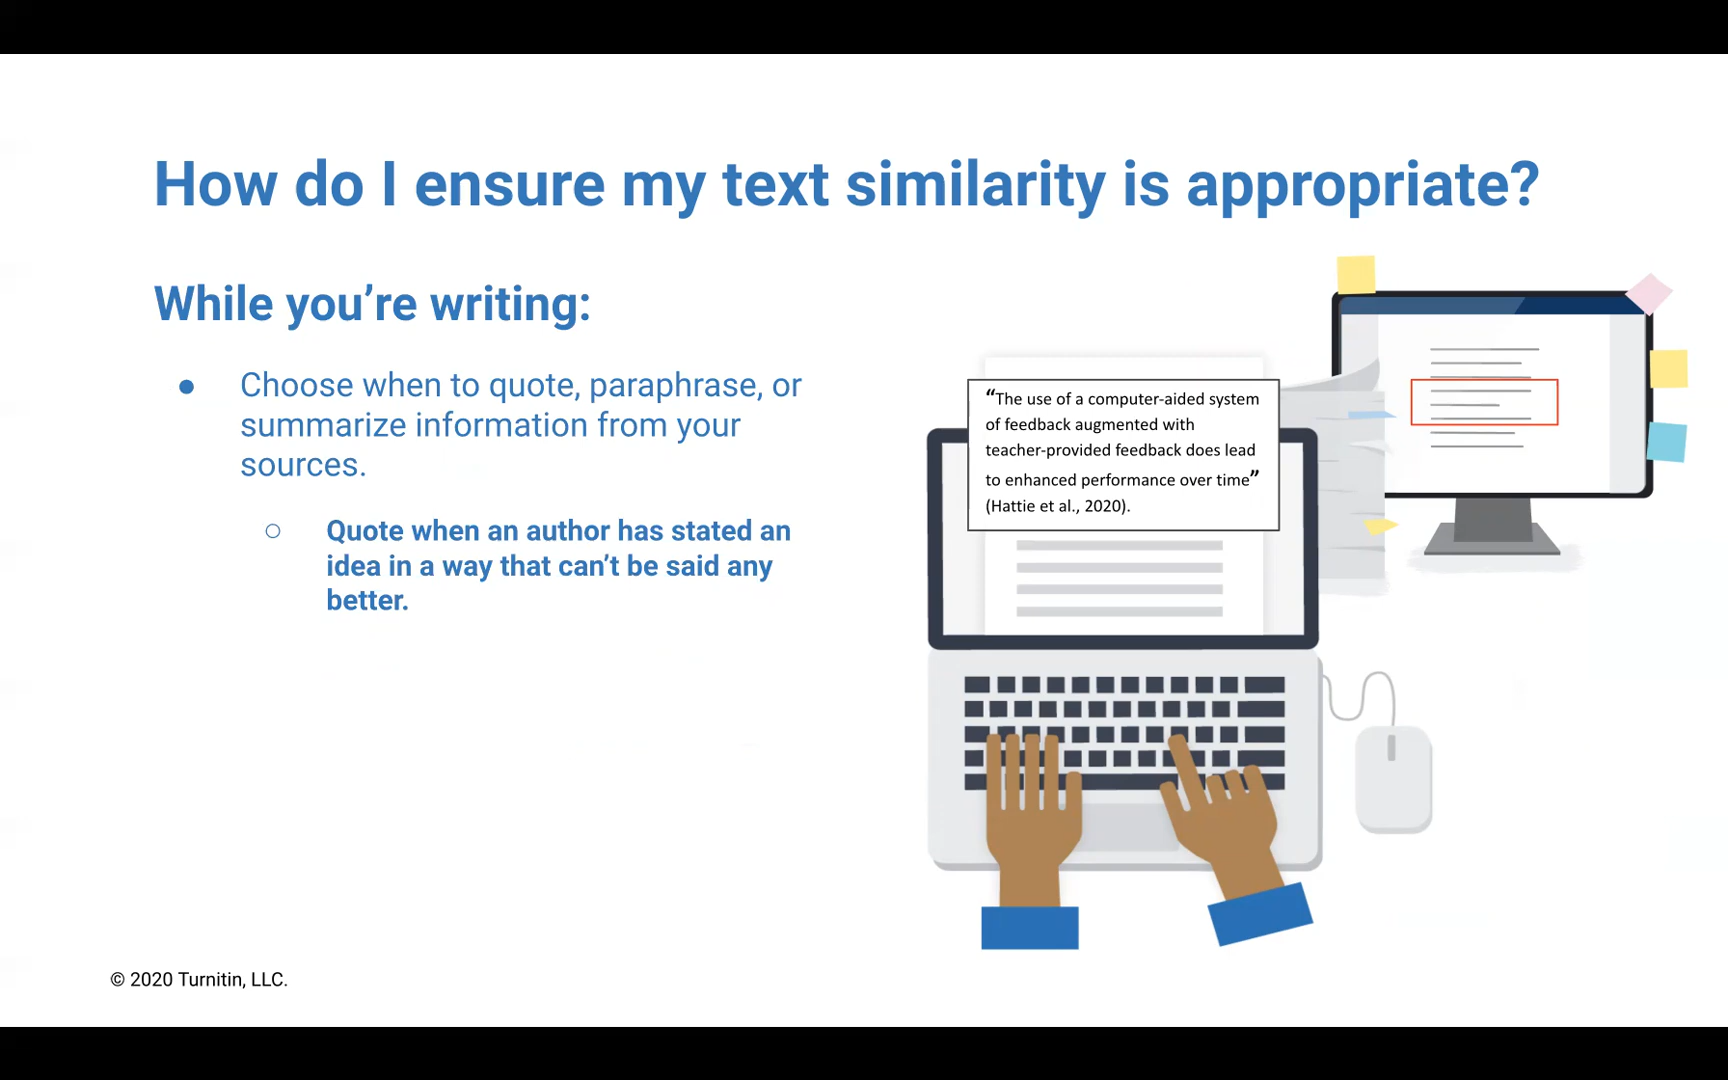 How do I ensure my text similarity is appropriate?
While you’re writing:
● Choose when to quote, paraphrase, or
summarize information from your
sources.
○ Quote when an author has stated an
idea in a way that can’t be said any
better.
“The use of a computer-aided system
of feedback augmented with
teacher-provided feedback does lead
to enhanced performance over time”
(Hattie et al., 2020).
© 2020 Turnitin, LLC.